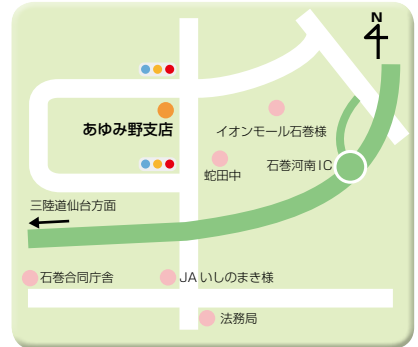 N
あゆみ野支店
イオンモール石巻様
石巻河南IC
蛇田中
三陸道仙台方面
石巻合同庁舎
JAいしのまき様
法務局